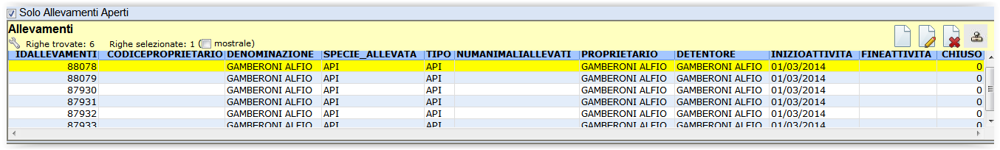 Solo Allevamenti Aperti
Allevamenti
Righe trovate: 6 Righe selezionate: 1 ( mostrale)
IDALLEVAMENTI CODICEPROPRIETARIO DENOMINAZIONE SPECIE_ALLEVATA TIPO NUMANIMALIALLEVATI PROPRIETARIO DETENTORE INIZIOATTIVITA FINEATTIVITA CHIUSO
88078 GAMBERONI ALFIO API API GAMBERONI ALFIO GAMBERONI ALFIO 01/03/2014 0
88079 GAMBERONI ALFIO API API GAMBERONI ALFIO GAMBERONI ALFIO 01/03/2014 0
87930 GAMBERONI ALFIO API API GAMBERONI ALFIO GAMBERONI ALFIO 01/03/2014 0
87931 GAMBERONI ALFIO API API GAMBERONI ALFIO GAMBERONI ALFIO 01/03/2014 0
87932 GAMBERONI ALFIO API API GAMBERONI ALFIO GAMBERONI ALFIO 01/03/2014 0
87933 GAMBERONI ALFIO API API GAMBERONI ALFIO GAMBERONI ALFIO 01/03/2014 0